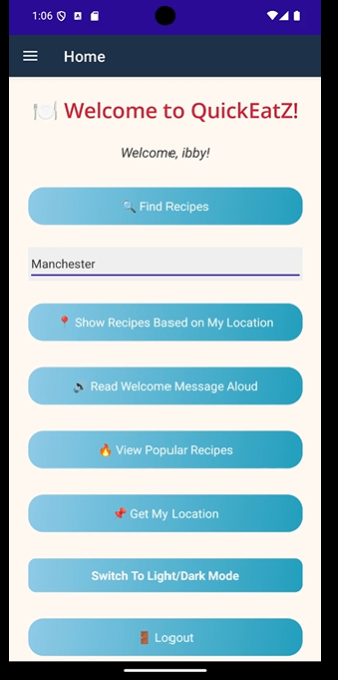 1:06
Home
Welcome to QuickEatZ!
Welcome, ibby!
Find Recipes
Manchester
Show Recipes Based on My Location
Read Welcome Message Aloud
View Popular Recipes
Get My Location
Switch To Light/Dark Mode
Logout